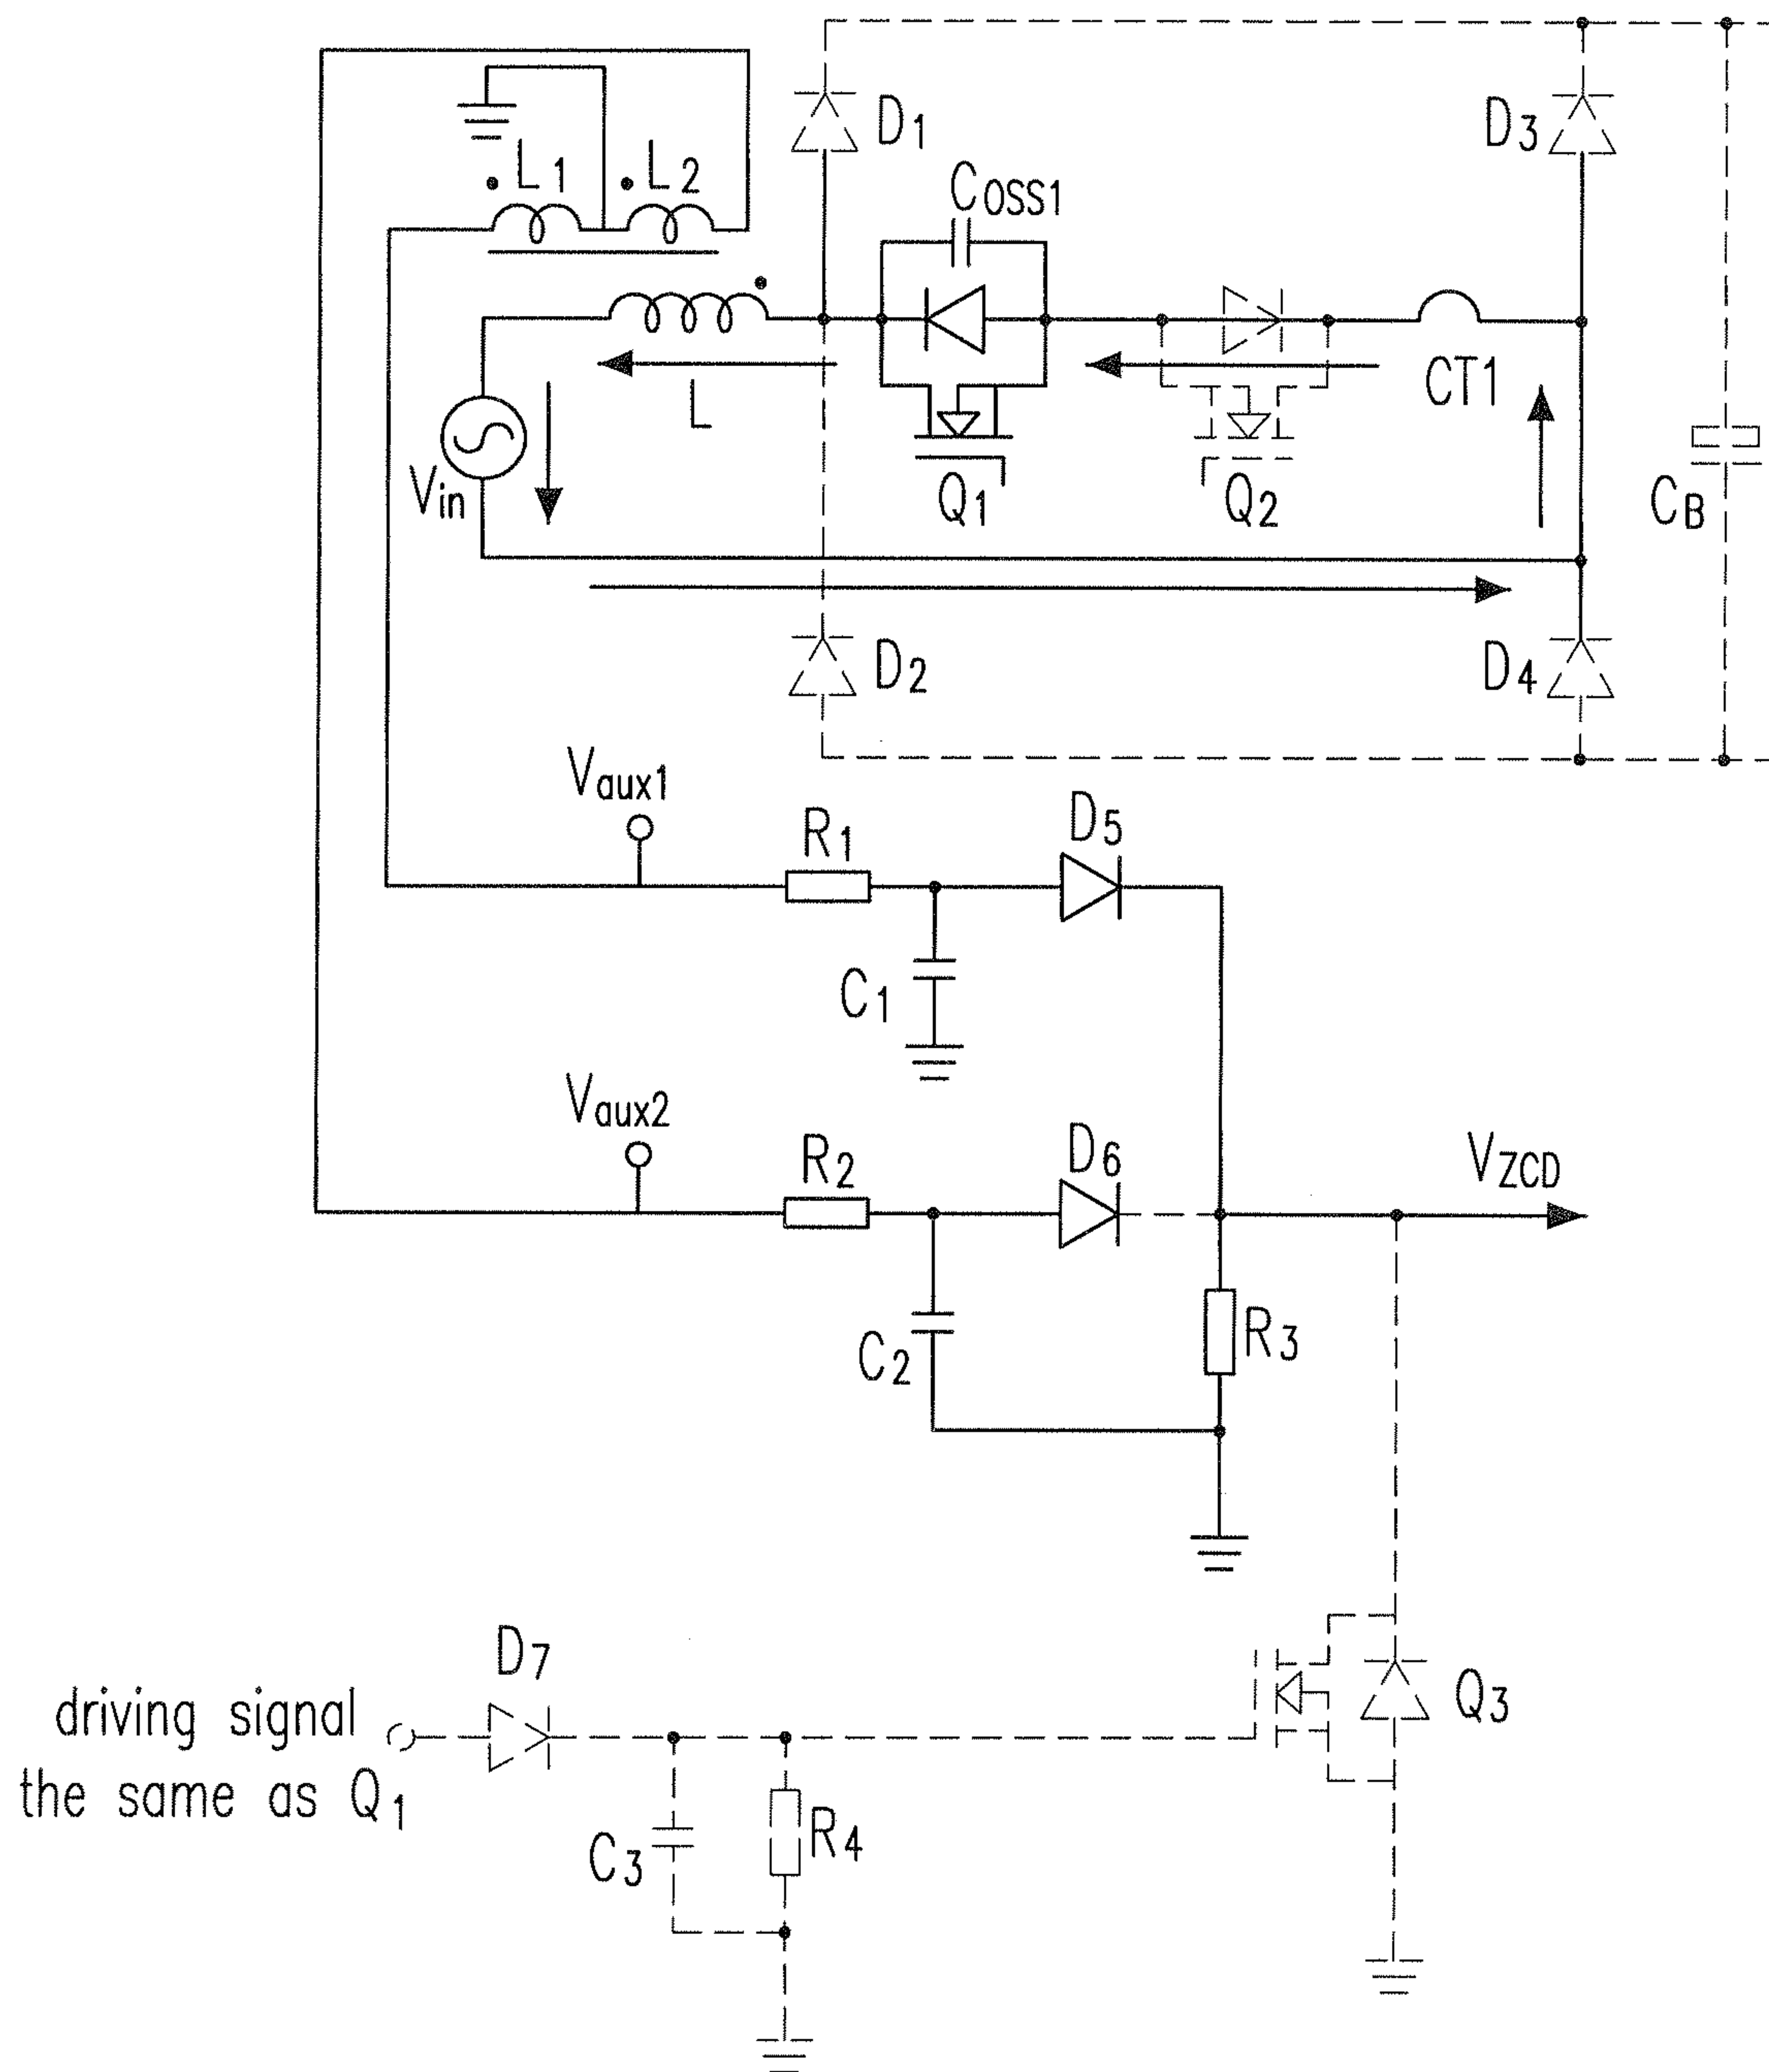 D1
D3
L1
L2
COSS1
L
CT1
Vin
Q1
Q2
CB
D2
D4
Vaux1
R1
D5
C1
Vaux2
R2
D6
VZCD
C2
R3
D7
Q3
driving signal
the same as Q1
C3
R4